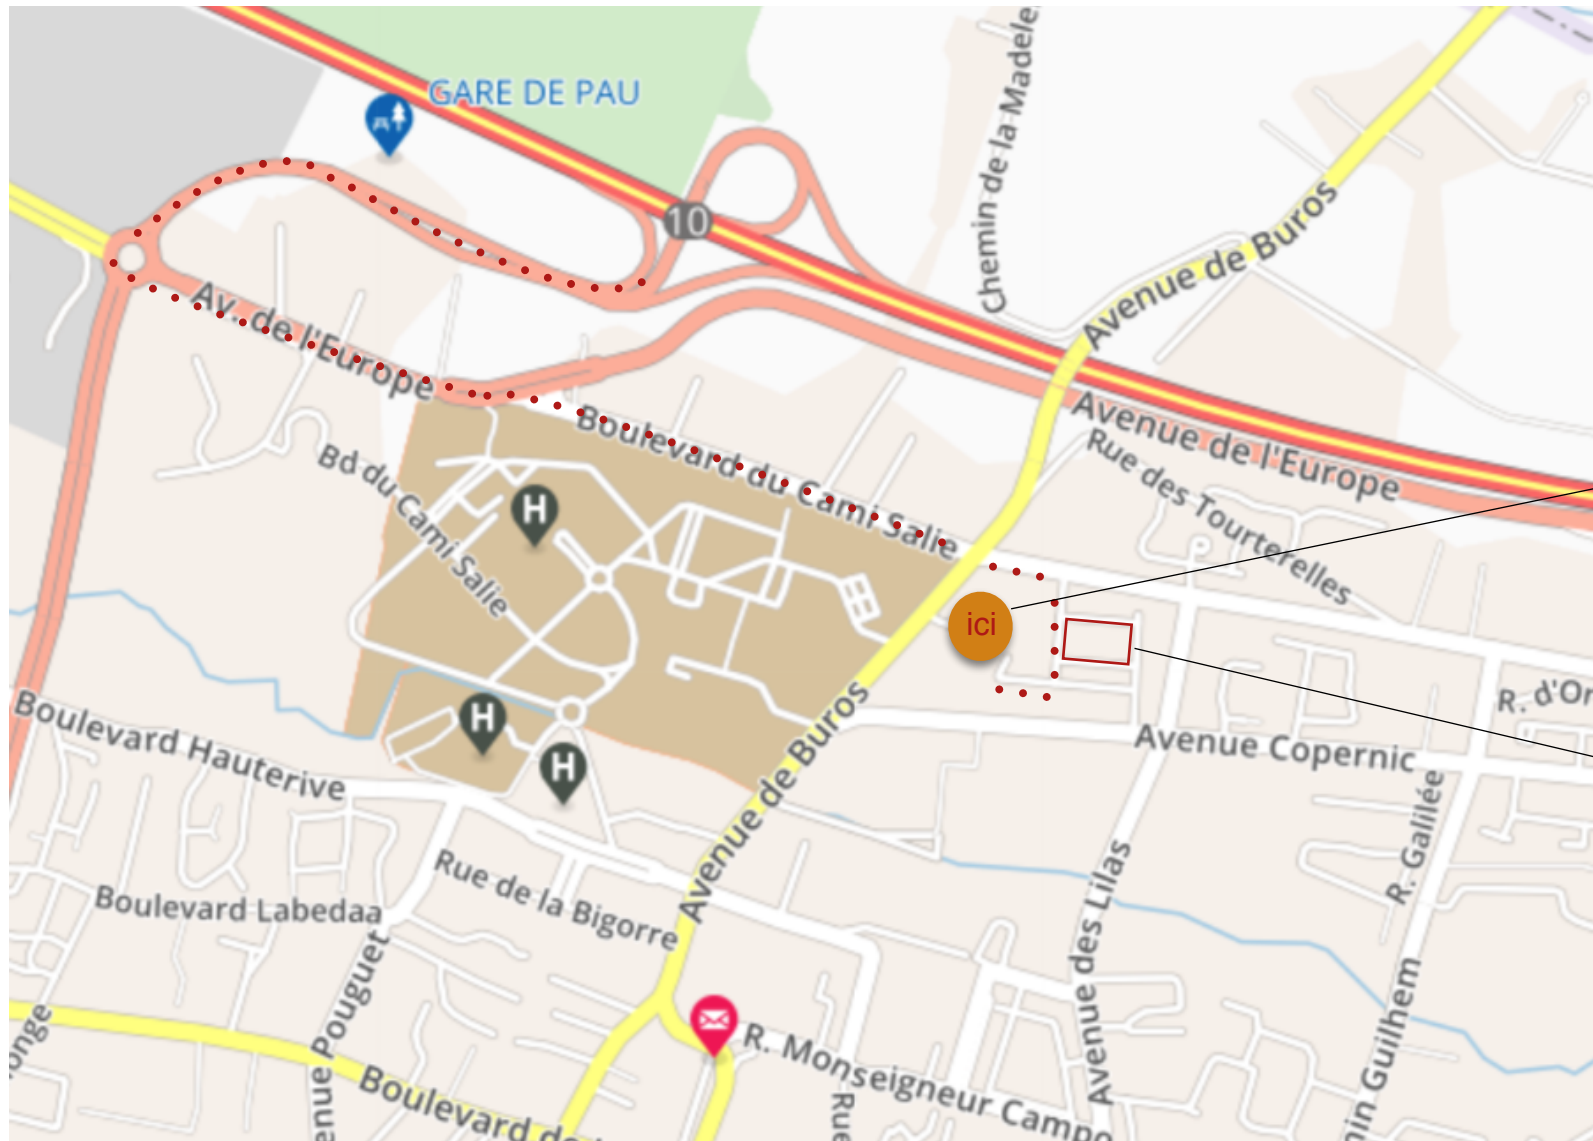 GARE DE PAU
Chemin de la Madele
10
Avenue de Buros
Av. de l'Europe
Avenue de l'Europe
Boulevard du Cami Salie
Rue des Tourterelles
Bd du Cami Salie
H
ici
H
R. d'Or
Boulevard Hauterive
Avenue de Buros
Avenue Copernic
H
R. Galilée
Rue de la Bigorre
Boulevard Labedaa
Avenue des Lilas
enue Pouguet
onge
R. Monseigneur Campo
min Guilhem
Boulevard de
Rue